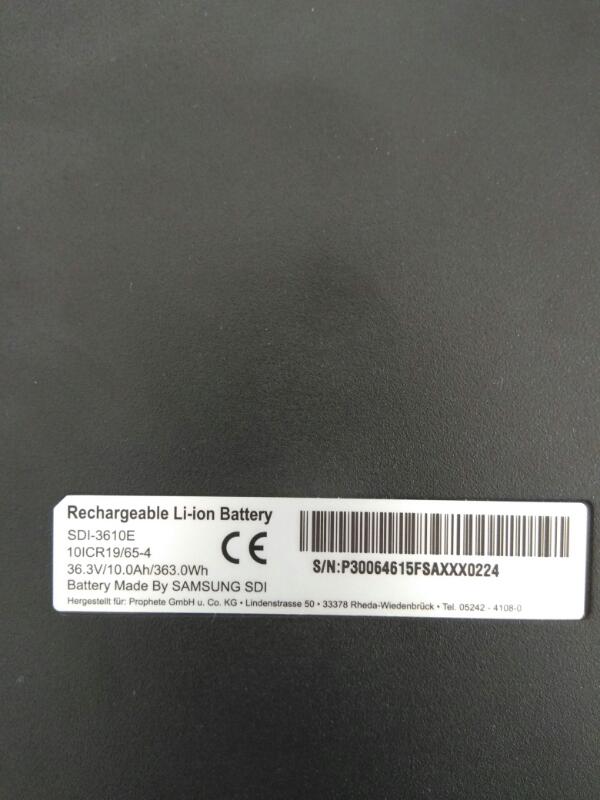 Rechargeable Li-ion Battery
SDI-3610E
10ICR19/65-4
36.3V/10.0Ah/363.0Wh
Battery Made By SAMSUNG SDI
CE
S/N:P30064615FSAXXX0224
Hergestellt für: Prophete GmbH u. Co. KG • Lindenstrasse 50 • 33378 Rheda-Wiedenbrück • Tel. 05242 - 4108-0